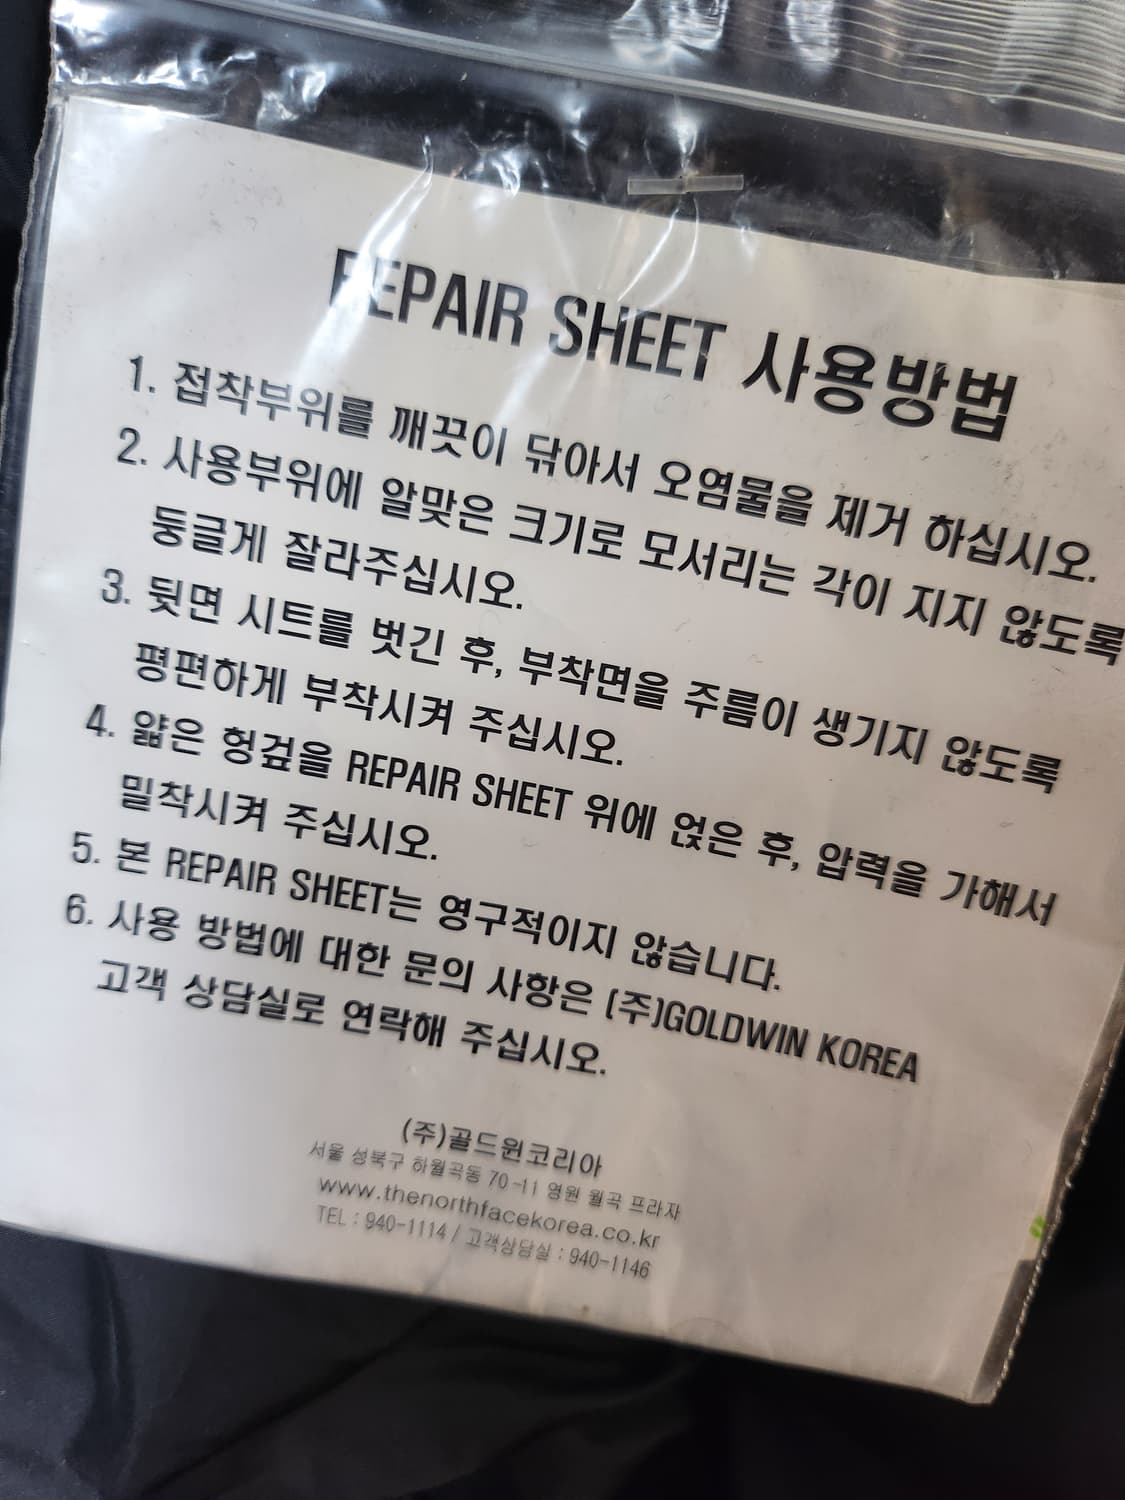 REPAIR SHEET 사용방법
1. 접착부위를 깨끗이 닦아서 오염물을 제거 하십시오.
2. 사용부위에 알맞은 크기로 모서리는 각이 지지 않도록
둥글게 잘라주십시오.
3. 뒷면 시트를 벗긴 후, 부착면을 주름이 생기지 않도록
평편하게 부착시켜 주십시오.
4. 얇은 헝겊을 REPAIR SHEET 위에 얹은 후, 압력을 가해서
밀착시켜 주십시오.
5. 본 REPAIR SHEET는 영구적이지 않습니다.
6. 사용 방법에 대한 문의 사항은 (주)GOLDWIN KOREA
고객 상담실로 연락해 주십시오.
(주)골드윈코리아
서울 성북구 하월곡동 70-11 영원 월곡 프라자
www.thenorthfacekorea.co.kr
TEL : 940-1114 / 고객상담실 : 940-1146